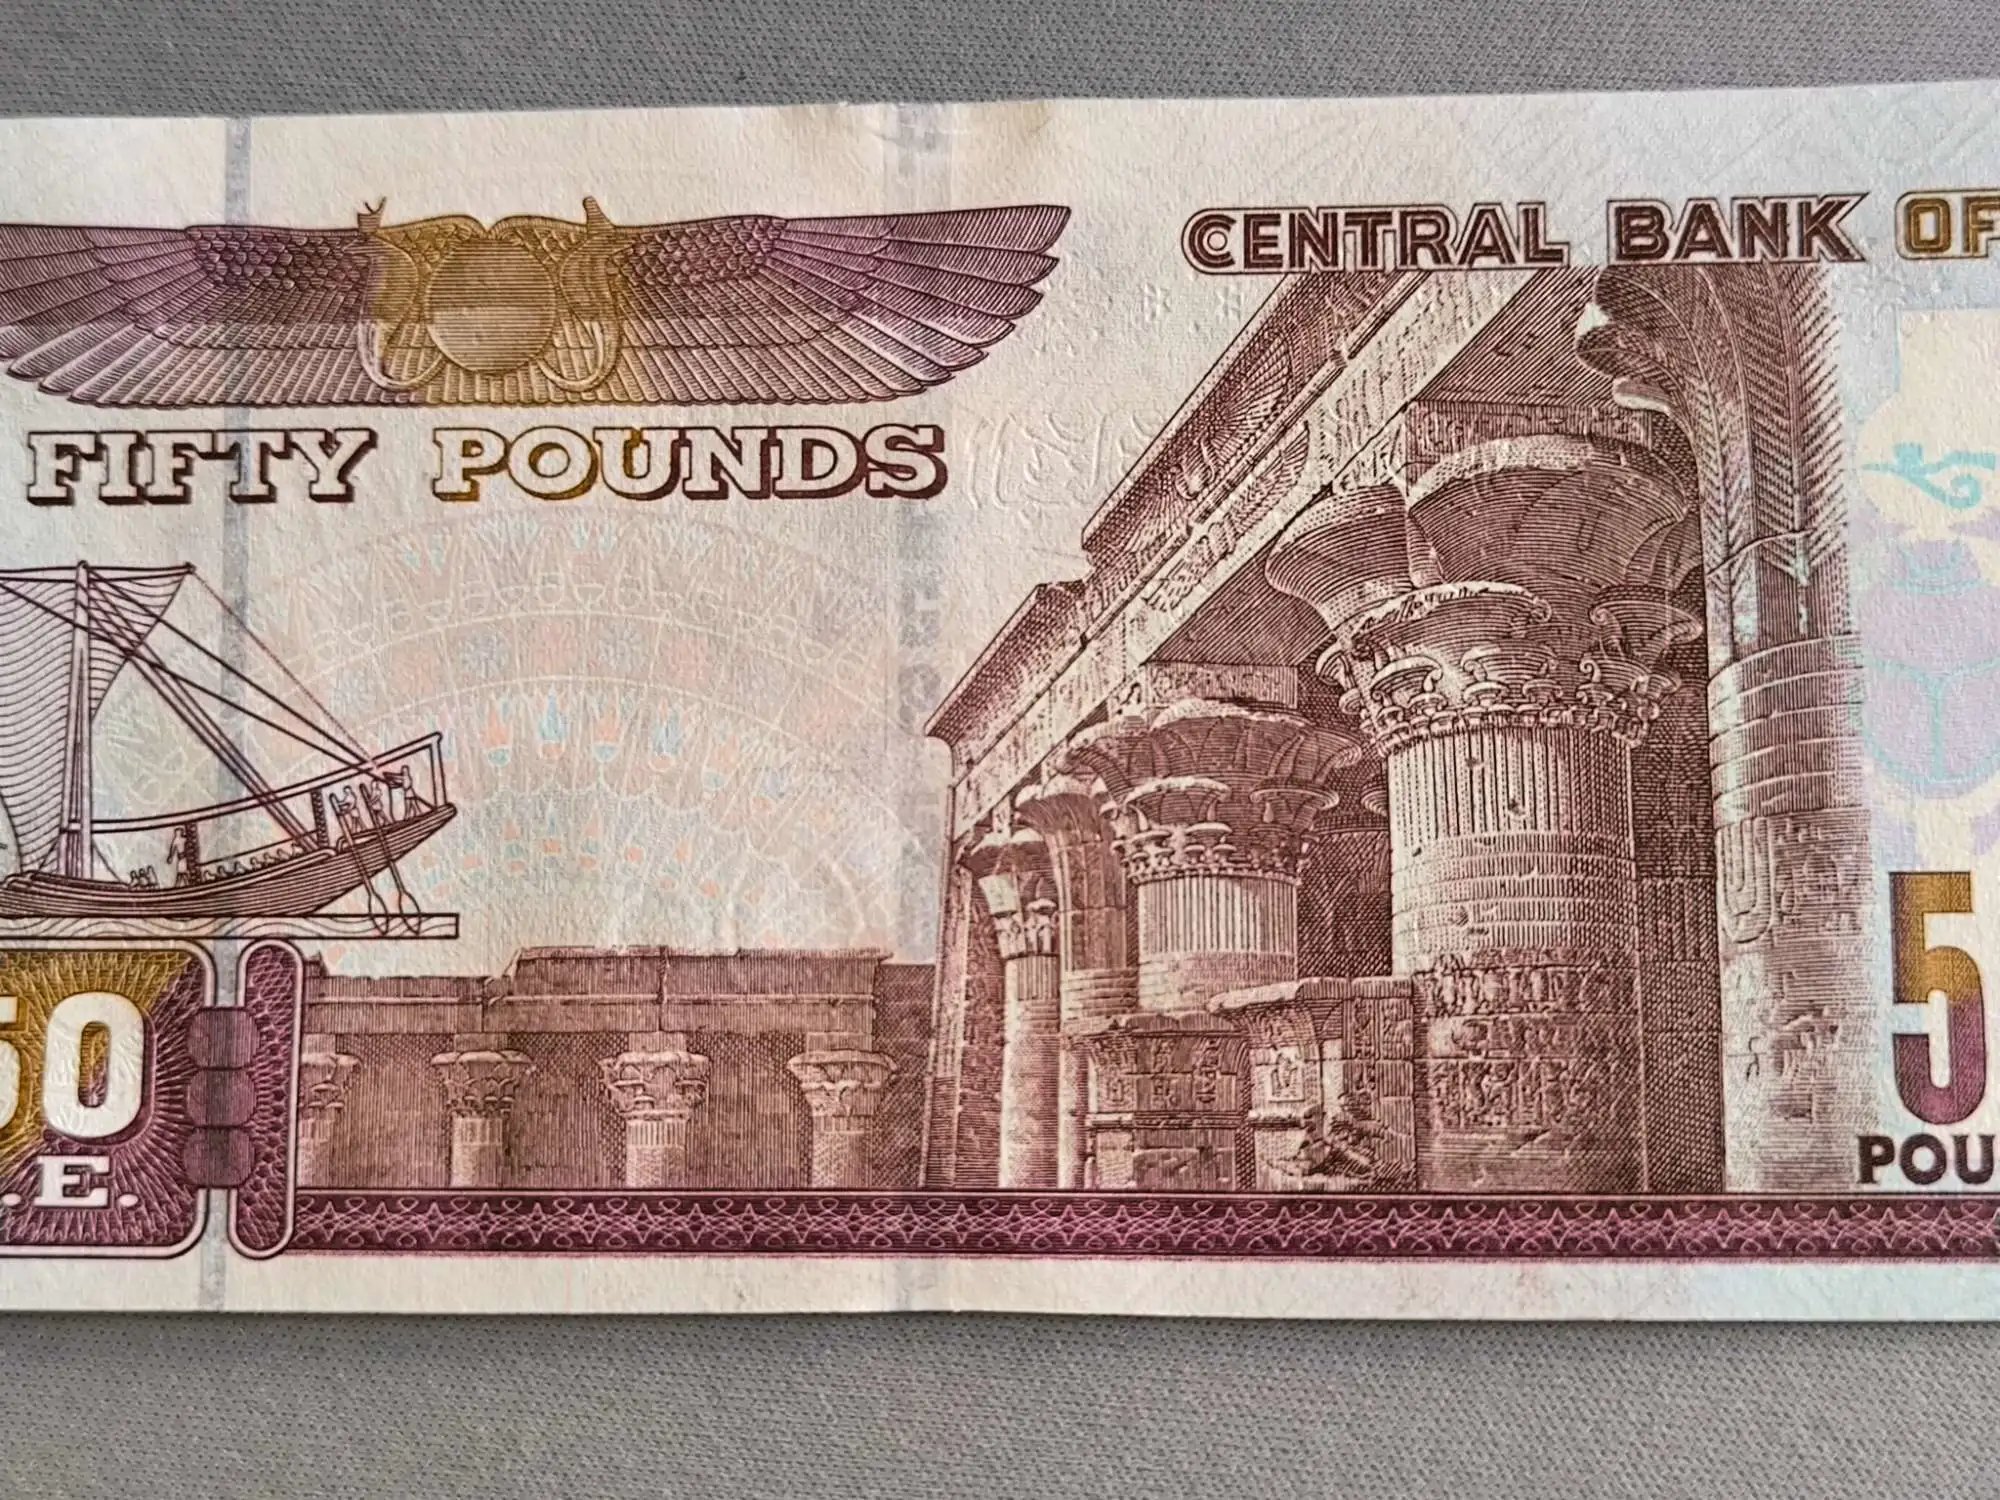 CENTRAL BANK OF
FIFTY POUNDS
50
.E.
5
POU